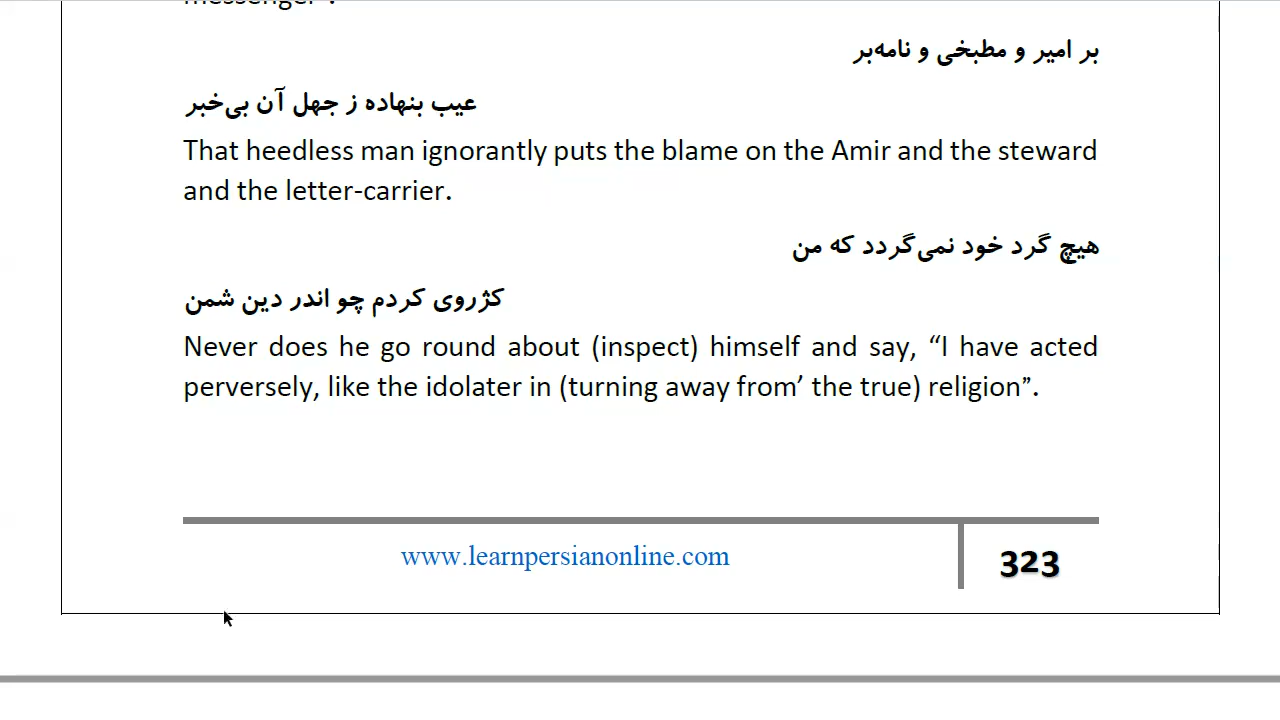 messenger”.
بر امیر و مطبخی و نامه‌بر
عیب بنهاده ز جهل آن بی‌خبر
That heedless man ignorantly puts the blame on the Amir and the steward
and the letter-carrier.
هیچ گرد خود نمی‌گردد که من
کژروی کردم چو اندر دین شمن
Never does he go round about (inspect) himself and say, “I have acted
perversely, like the idolater in (turning away from’ the true) religion”.
www.learnpersianonline.com
323